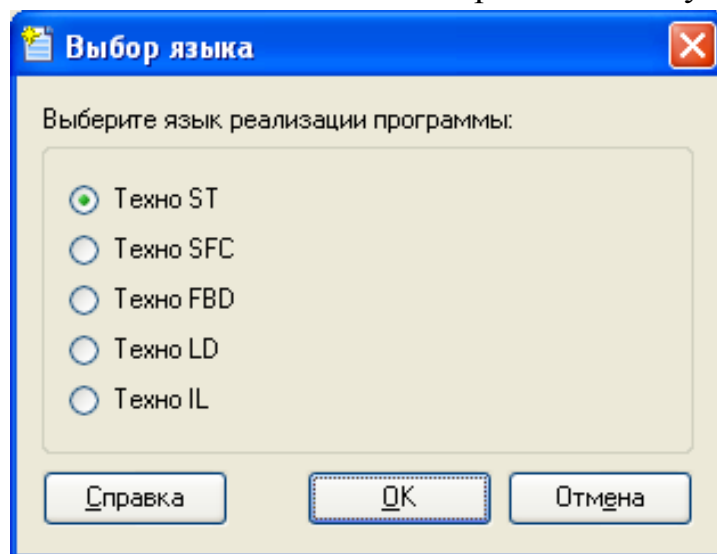 Выбор языка
Выберите язык реализации программы:
Техно ST
Техно SFC
Техно FBD
Техно LD
Техно IL
Справка OK Отмена